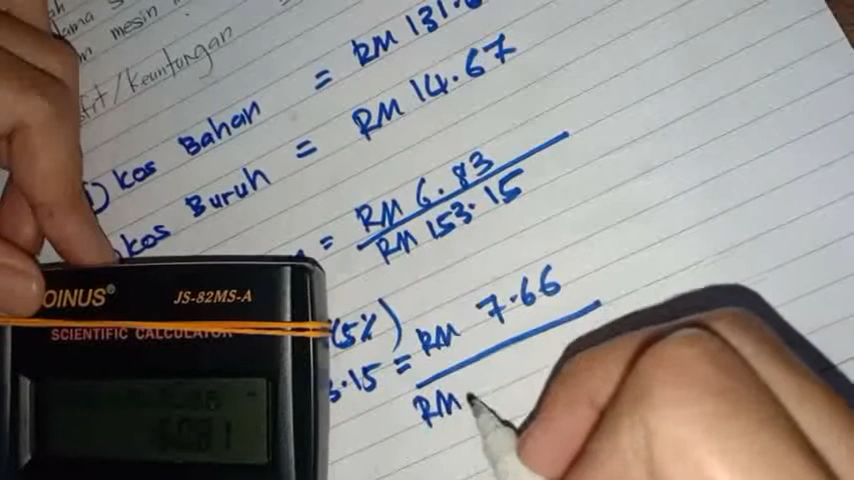 mesin
/Keuntungan
Kos Bahan = RM 131.
Kos Buruh = RM 14.67
= RM 6.83
RM 153.15
(5%) RM 7.66
.15 = RM
OINUS® JS-82MS-A
SCIENTIFIC CALCULATOR